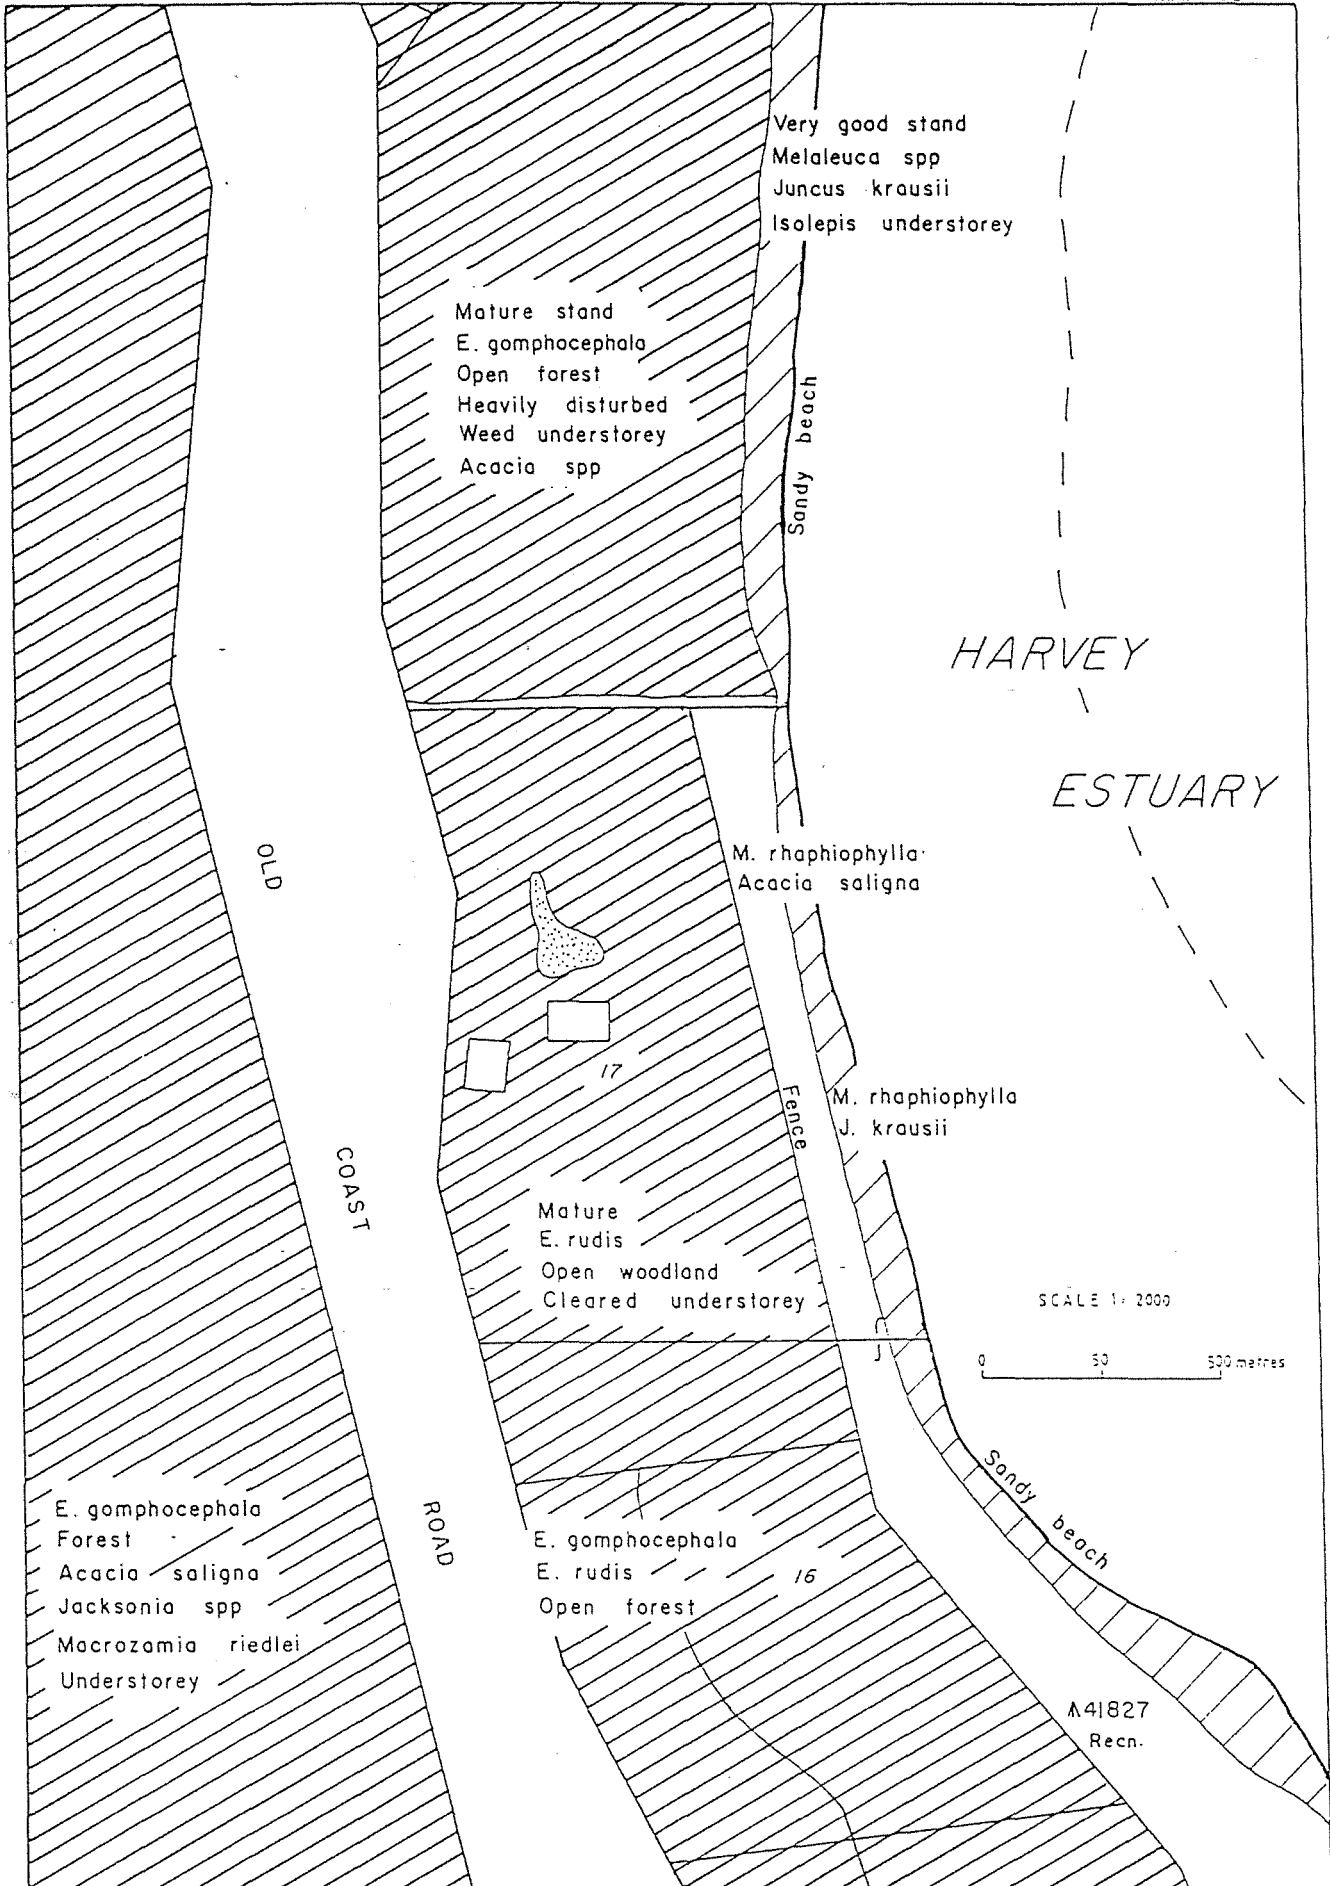 Very good stand
Melaleuca spp
Juncus krausii
Isolepis understorey
Mature stand
E. gomphocephala
Open forest
Heavily disturbed
Weed understorey
Acacia spp
Sandy beach
HARVEY
ESTUARY
OLD
COAST
ROAD
M. rhaphiophylla
Acacia saligna
17
Fence
M. rhaphiophylla
J. krausii
Mature
E. rudis
Open woodland
Cleared understorey
SCALE 1: 2000
0 50 500 metres
Sandy beach
E. gomphocephala
Forest
Acacia saligna
Jacksonia spp
Macrozamia riedlei
Understorey
E. gomphocephala
E. rudis
Open forest
16
41827
Recn.